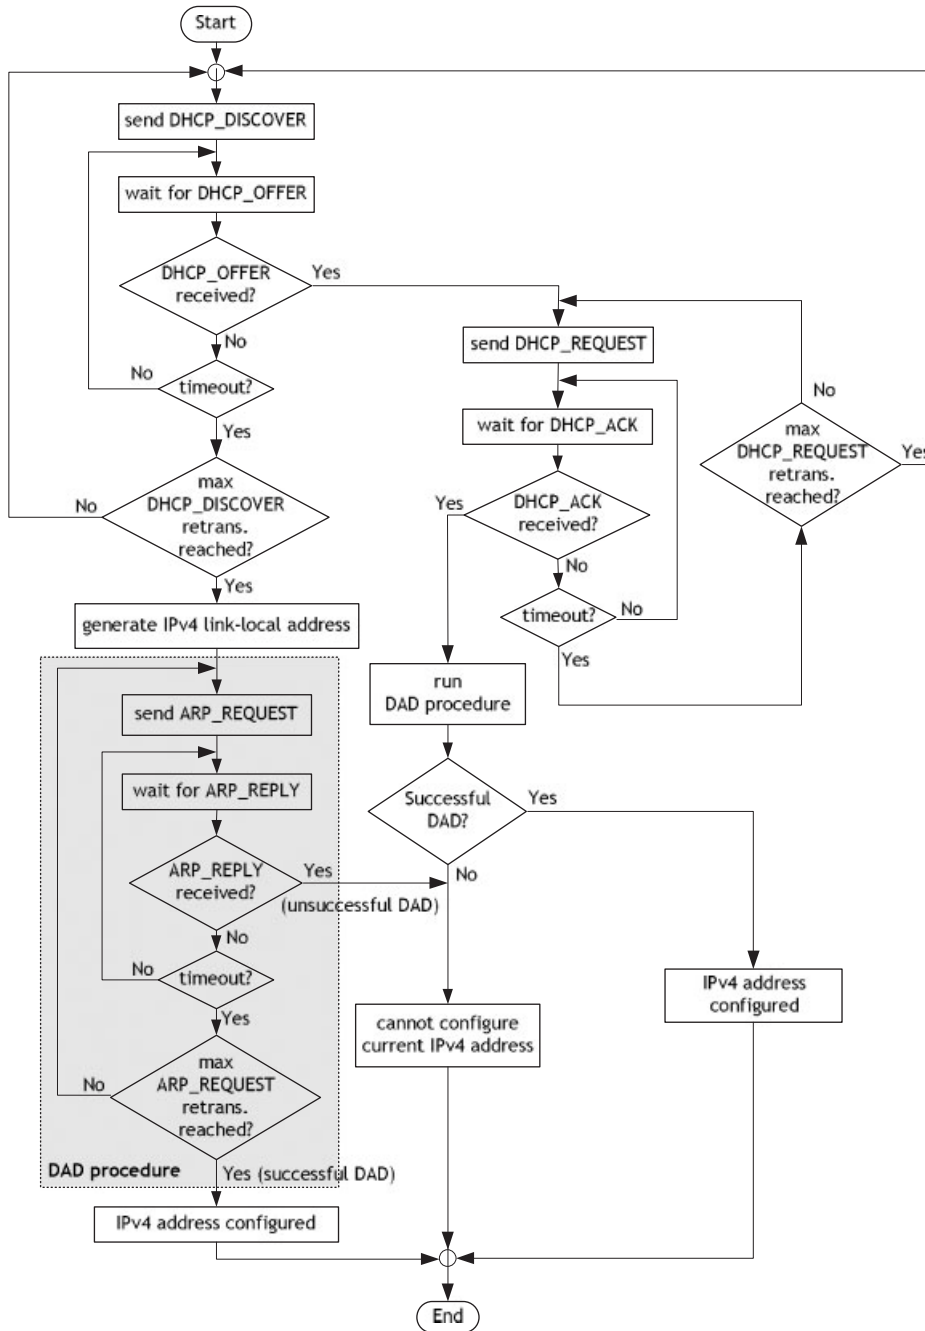 Start
send DHCP_DISCOVER
wait for DHCP_OFFER
DHCP_OFFER
received?
Yes
No
timeout?
No
Yes
max
DHCP_DISCOVER
retrans.
reached?
No
Yes
generate IPv4 link-local address
send ARP_REQUEST
wait for ARP_REPLY
ARP_REPLY
received?
Yes
(unsuccessful DAD)
No
timeout?
No
Yes
max
ARP_REQUEST
retrans.
reached?
No
DAD procedure
Yes (successful DAD)
IPv4 address configured
send DHCP_REQUEST
wait for DHCP_ACK
DHCP_ACK
received?
Yes
No
timeout?
No
Yes
max
DHCP_REQUEST
retrans.
reached?
No
Yes
run
DAD procedure
Successful
DAD?
Yes
No
cannot configure
current IPv4 address
IPv4 address
configured
End